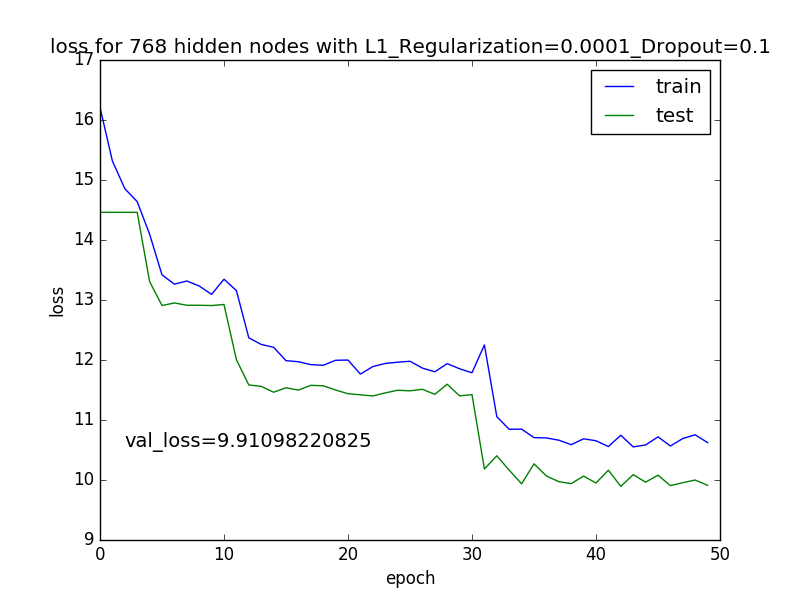 loss for 768 hidden nodes with L1_Regularization=0.0001_Dropout=0.1
17
16
15
14
13
12
11
10
9
loss
train
test
val_loss=9.91098220825
0 10 20 30 40 50
epoch